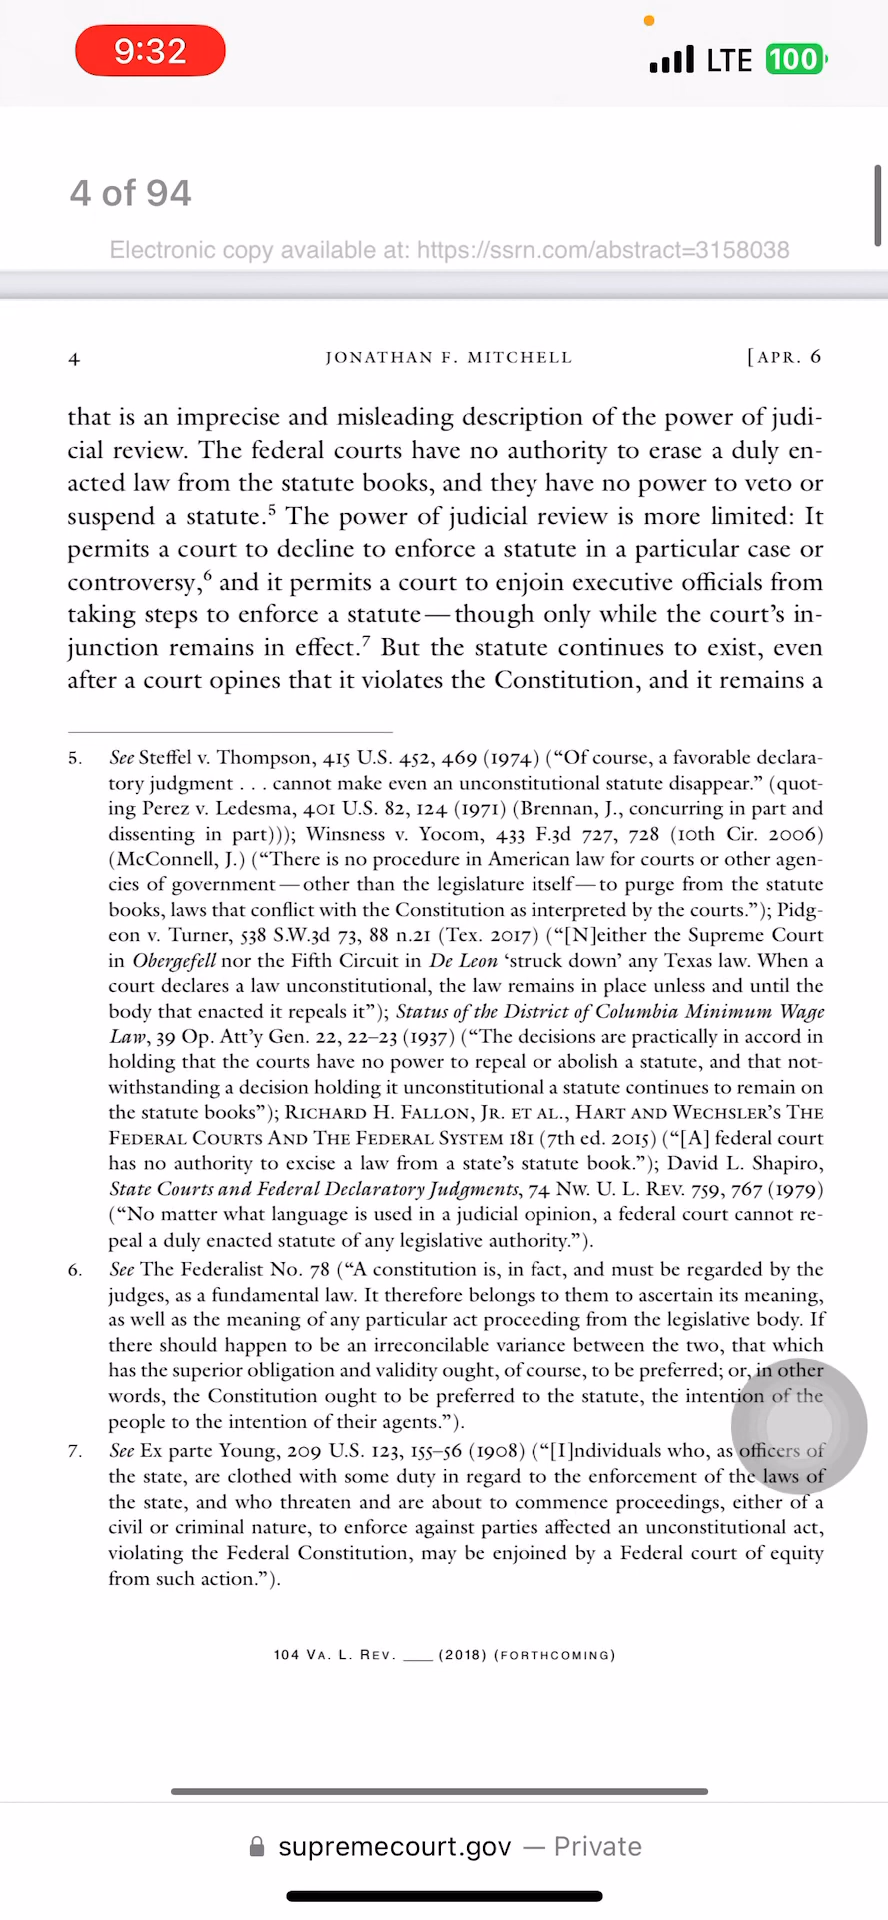 9:32
LTE 100
4 of 94
Electronic copy available at: https://ssrn.com/abstract=3158038
4 JONATHAN F. MITCHELL [APR. 6
that is an imprecise and misleading description of the power of judi-
cial review. The federal courts have no authority to erase a duly en-
acted law from the statute books, and they have no power to veto or
suspend a statute.⁵ The power of judicial review is more limited: It
permits a court to decline to enforce a statute in a particular case or
controversy,⁶ and it permits a court to enjoin executive officials from
taking steps to enforce a statute—though only while the court's in-
junction remains in effect.⁷ But the statute continues to exist, even
after a court opines that it violates the Constitution, and it remains a
5. See Steffel v. Thompson, 415 U.S. 452, 469 (1974) (“Of course, a favorable declara-
tory judgment . . . cannot make even an unconstitutional statute disappear.” (quot-
ing Perez v. Ledesma, 401 U.S. 82, 124 (1971) (Brennan, J., concurring in part and
dissenting in part))); Winsness v. Yocom, 433 F.3d 727, 728 (10th Cir. 2006)
(McConnell, J.) (“There is no procedure in American law for courts or other agen-
cies of government—other than the legislature itself—to purge from the statute
books, laws that conflict with the Constitution as interpreted by the courts.”); Pidg-
eon v. Turner, 538 S.W.3d 73, 88 n.21 (Tex. 2017) (“[N]either the Supreme Court
in Obergefell nor the Fifth Circuit in De Leon ‘struck down’ any Texas law. When a
court declares a law unconstitutional, the law remains in place unless and until the
body that enacted it repeals it”); Status of the District of Columbia Minimum Wage
Law, 39 Op. Att’y Gen. 22, 22–23 (1937) (“The decisions are practically in accord in
holding that the courts have no power to repeal or abolish a statute, and that not-
withstanding a decision holding it unconstitutional a statute continues to remain on
the statute books”); RICHARD H. FALLON, JR. ET AL., HART AND WECHSLER’S THE
FEDERAL COURTS AND THE FEDERAL SYSTEM 181 (7th ed. 2015) (“[A] federal court
has no authority to excise a law from a state’s statute book.”); David L. Shapiro,
State Courts and Federal Declaratory Judgments, 74 NW. U. L. REV. 759, 767 (1979)
(“No matter what language is used in a judicial opinion, a federal court cannot re-
peal a duly enacted statute of any legislative authority.”).
6. See The Federalist No. 78 (“A constitution is, in fact, and must be regarded by the
judges, as a fundamental law. It therefore belongs to them to ascertain its meaning,
as well as the meaning of any particular act proceeding from the legislative body. If
there should happen to be an irreconcilable variance between the two, that which
has the superior obligation and validity ought, of course, to be preferred; or, in other
words, the Constitution ought to be preferred to the statute, the intention of the
people to the intention of their agents.”).
7. See Ex parte Young, 209 U.S. 123, 155–56 (1908) (“[I]ndividuals who, as officers of
the state, are clothed with some duty in regard to the enforcement of the laws of
the state, and who threaten and are about to commence proceedings, either of a
civil or criminal nature, to enforce against parties affected an unconstitutional act,
violating the Federal Constitution, may be enjoined by a Federal court of equity
from such action.”).
104 VA. L. REV. ___ (2018) (FORTHCOMING)
supremecourt.gov — Private